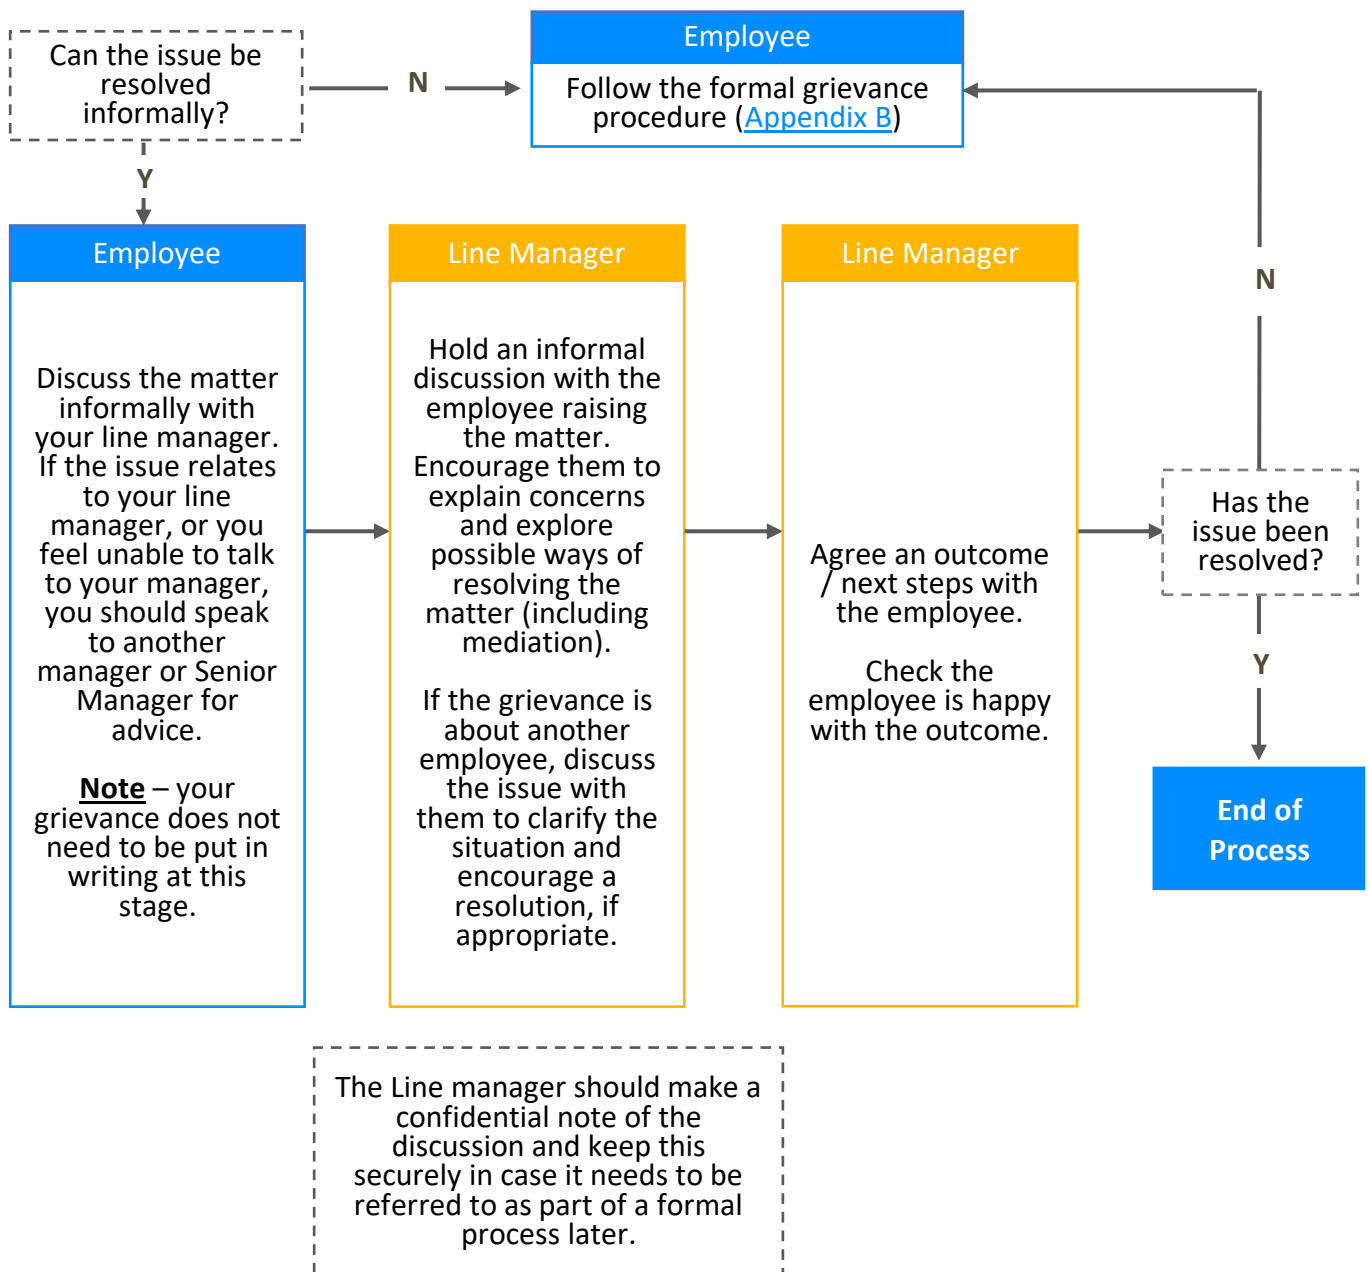 Can the issue be
resolved
informally?
N
Employee
Follow the formal grievance
procedure (Appendix B)
Y
Employee
Discuss the matter
informally with
your line manager.
If the issue relates
to your line
manager, or you
feel unable to talk
to your manager,
you should speak
to another
manager or Senior
Manager for
advice.
Note – your
grievance does not
need to be put in
writing at this
stage.
Line Manager
Hold an informal
discussion with the
employee raising
the matter.
Encourage them to
explain concerns
and explore
possible ways of
resolving the
matter (including
mediation).
If the grievance is
about another
employee, discuss
the issue with
them to clarify the
situation and
encourage a
resolution, if
appropriate.
Line Manager
Agree an outcome
/ next steps with
the employee.
Check the
employee is happy
with the outcome.
N
Has the
issue been
resolved?
Y
End of
Process
The Line manager should make a
confidential note of the
discussion and keep this
securely in case it needs to be
referred to as part of a formal
process later.